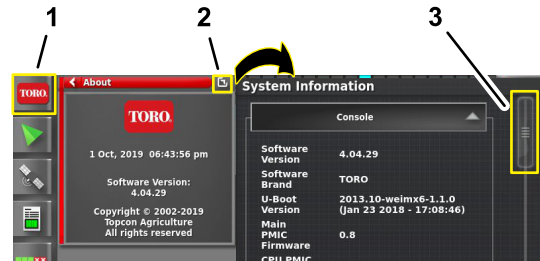 1
2
3
TORO.
About
TORO.
1 Oct, 2019 06:43:56 pm
Software Version:
4.04.29
Copyright © 2002-2019
Topcon Agriculture
All rights reserved
System Information
Console
Software
Version
4.04.29
Software
Brand
TORO
U-Boot
Version
2013.10-weimx6-1.1.0
(Jan 23 2018 - 17:08:46)
Main
PMIC
Firmware
0.8
CPU PMIC